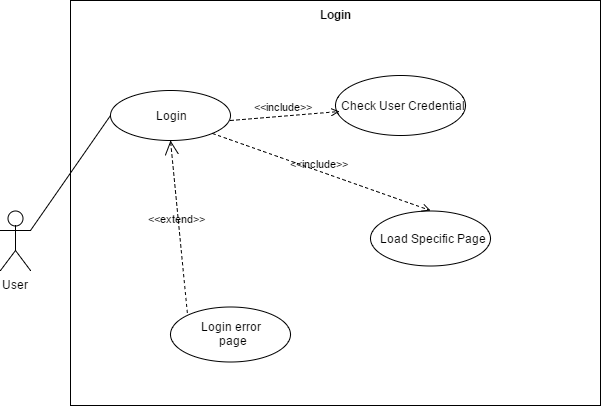 Login
Login
<<include>>
Check User Credential
<<include>>
<<extend>>
Load Specific Page
User
Login error
page